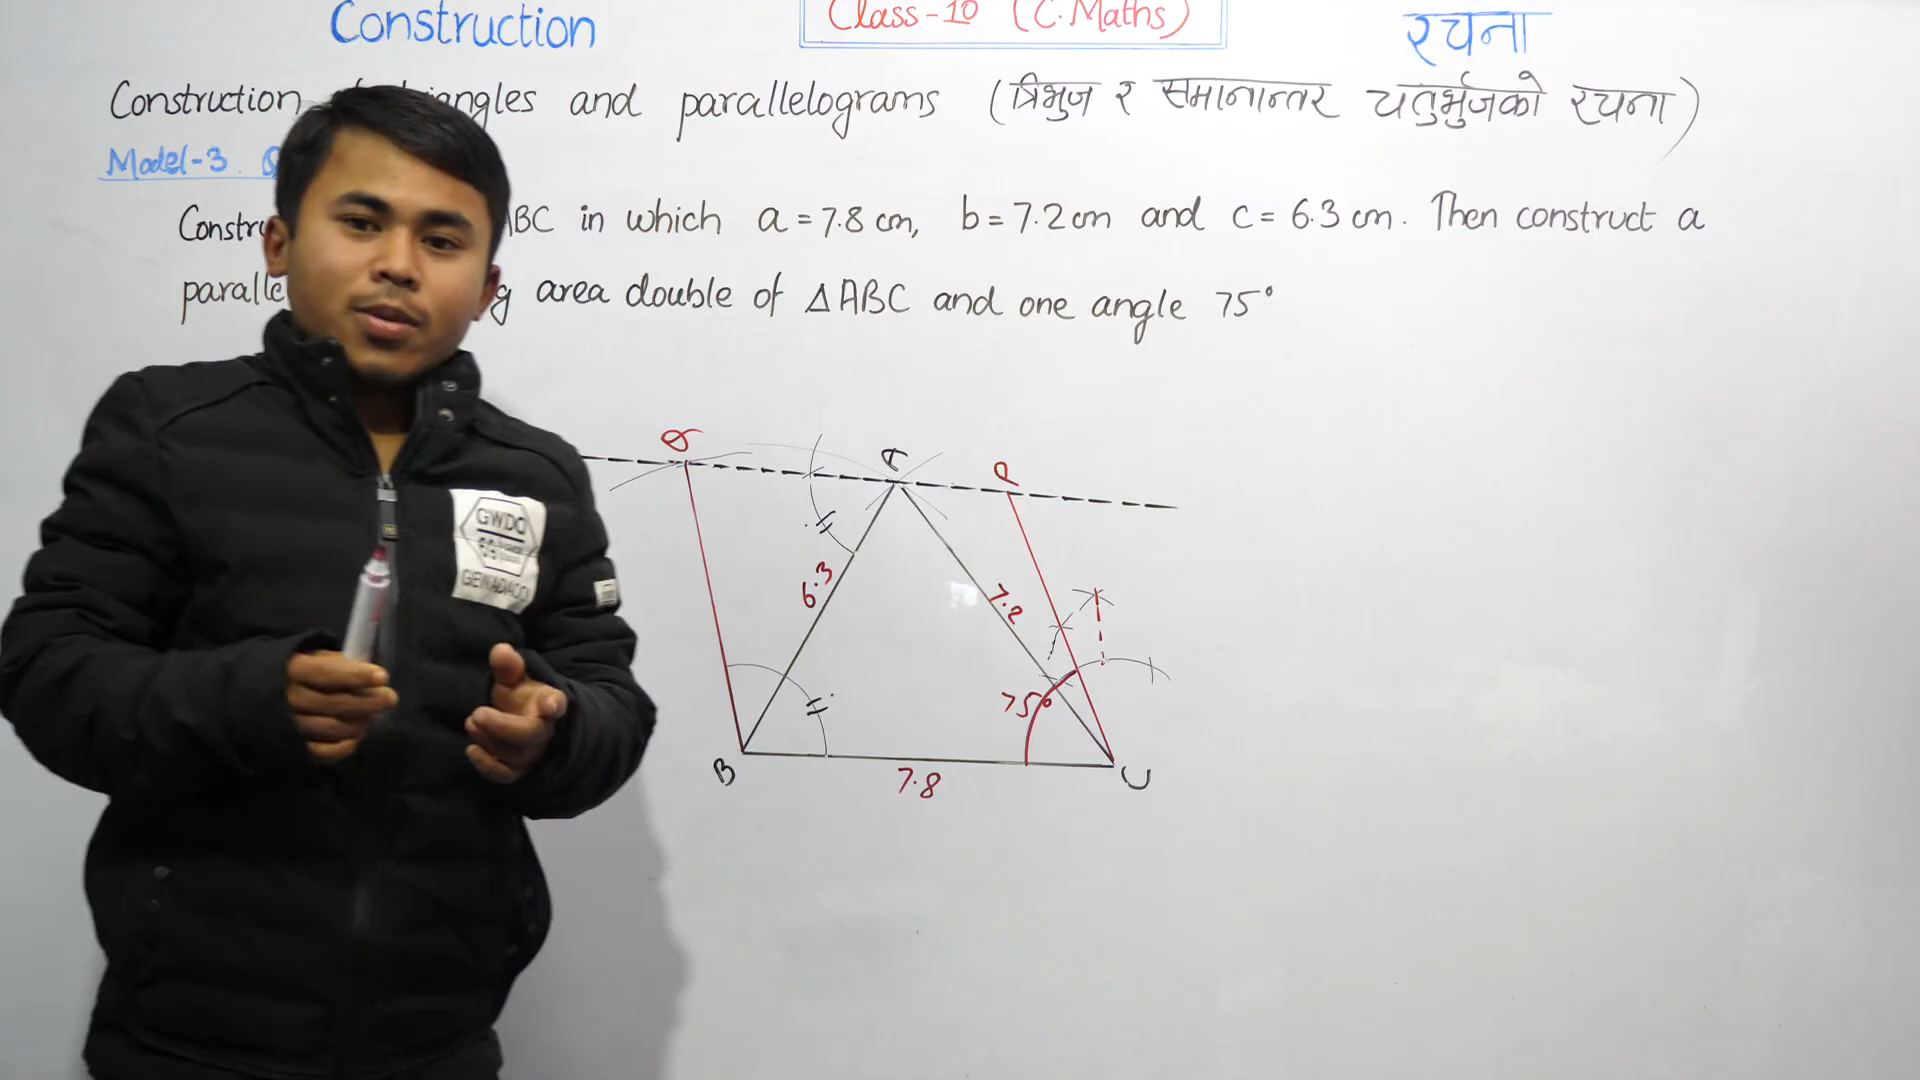 Construction
Class-10 (C.Maths)
रचना
Construction angles and parallelograms (त्रिभुज र समानान्तर चतुर्भुजको रचना)
Model-3.
Constru ABC in which a = 7.8 cm, b = 7.2 cm and c = 6.3 cm. Then construct a
paralle g area double of ΔABC and one angle 75°
Q
A
P
6.3
7.2
75°
B
7.8
C
GWDO